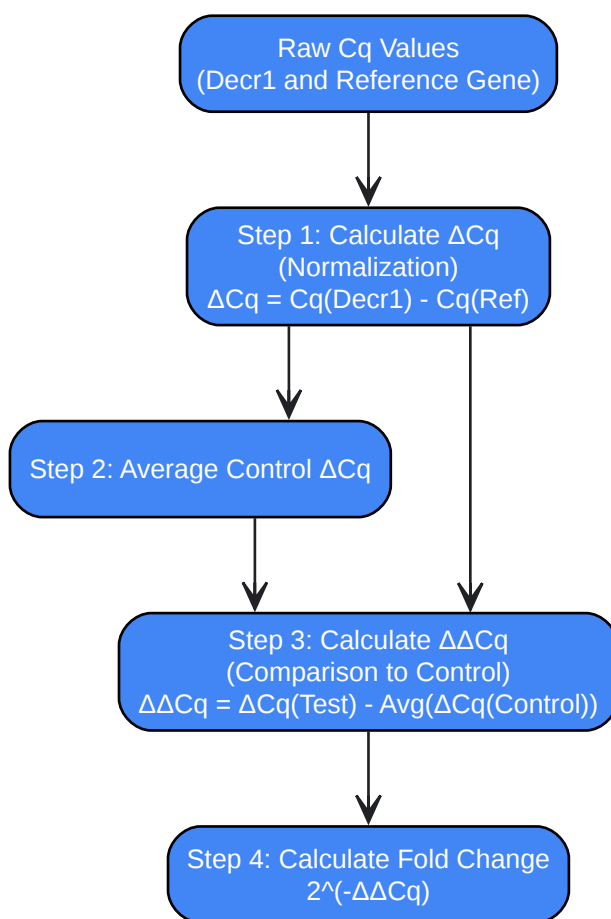 Raw Cq Values
(Decr1 and Reference Gene)
Step 1: Calculate ΔCq
(Normalization)
ΔCq = Cq(Decr1) - Cq(Ref)
Step 2: Average Control ΔCq
Step 3: Calculate ΔΔCq
(Comparison to Control)
ΔΔCq = ΔCq(Test) - Avg(ΔCq(Control))
Step 4: Calculate Fold Change
2^(-ΔΔCq)